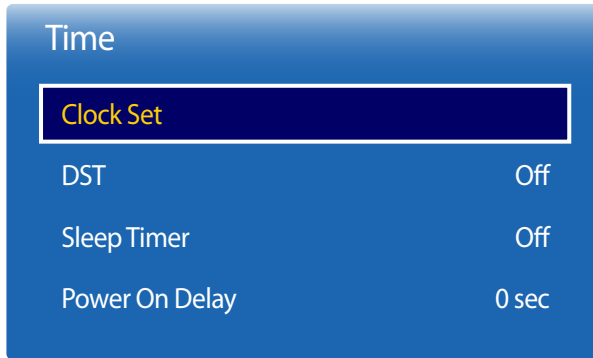 Time
Clock Set
DST Off
Sleep Timer Off
Power On Delay 0 sec